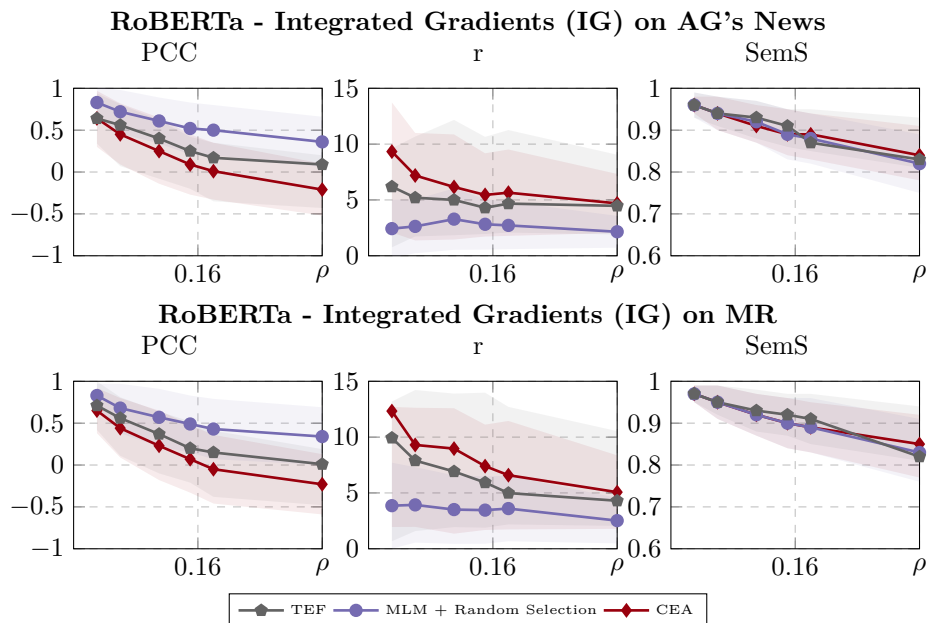 RoBERTa - Integrated Gradients (IG) on AG's News
PCC r SemS
1 15 1
0.5 10 0.9
0 0.8
−0.5 5 0.7
−1 0 0.6
0.16 ρ 0.16 ρ 0.16 ρ
RoBERTa - Integrated Gradients (IG) on MR
PCC r SemS
1 15 1
0.5 10 0.9
0 0.8
−0.5 5 0.7
−1 0 0.6
0.16 ρ 0.16 ρ 0.16 ρ
TEF MLM + Random Selection CEA